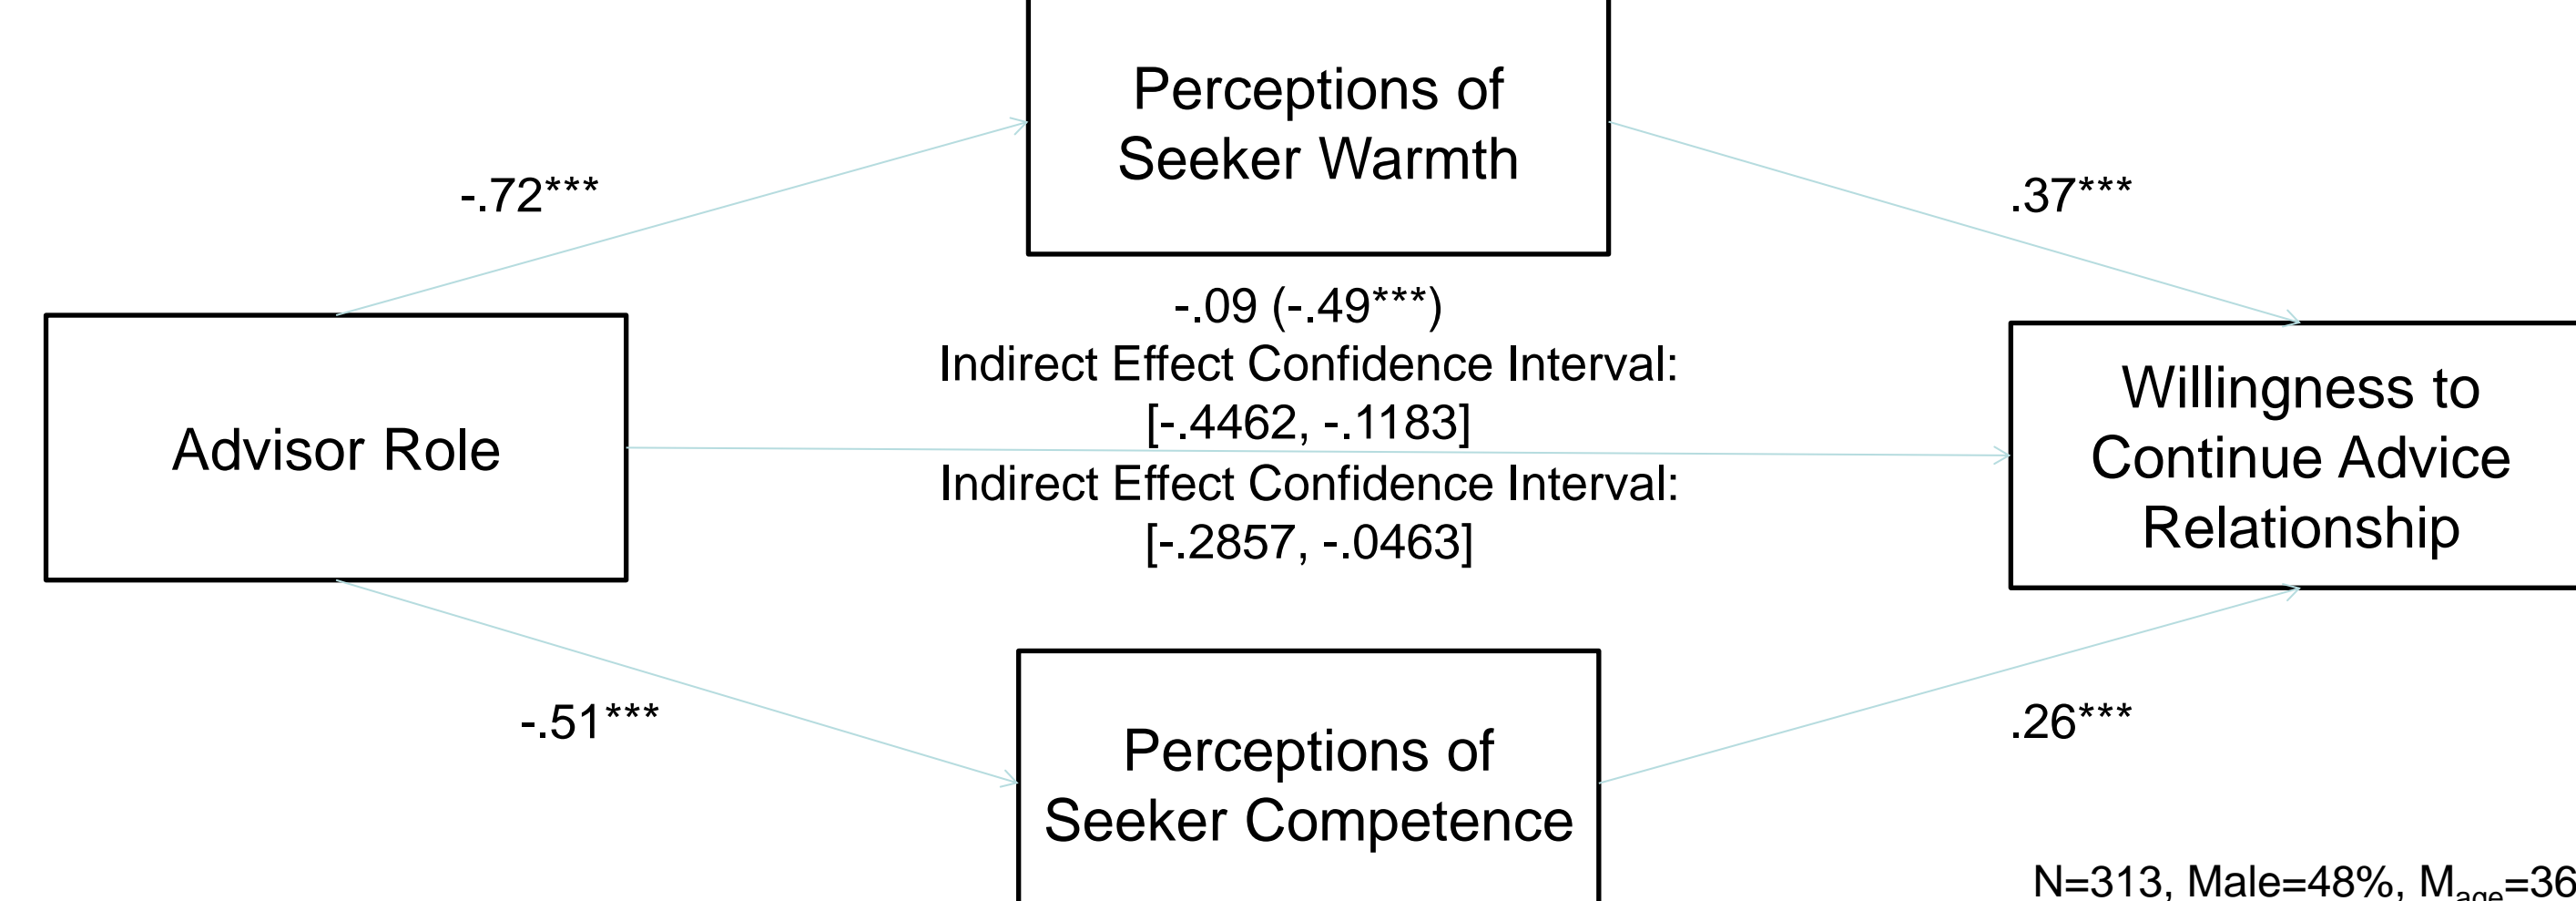 Perceptions of
Seeker Warmth
-.72***
.37***
-.09 (-.49***)
Indirect Effect Confidence Interval:
[-.4462, -.1183]
Advisor Role
Indirect Effect Confidence Interval:
[-.2857, -.0463]
Willingness to
Continue Advice
Relationship
-.51***
.26***
Perceptions of
Seeker Competence
N=313, Male=48%, Mage=36